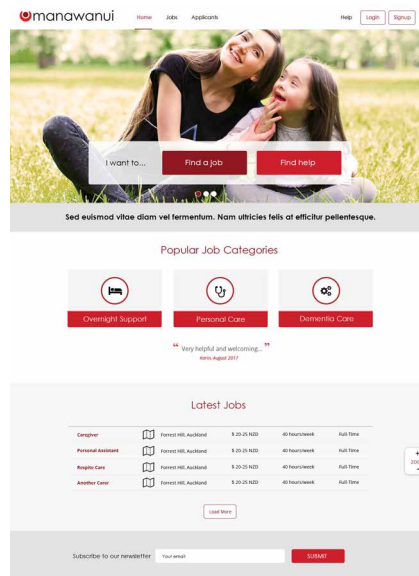 manawanui
Home Jobs Applicants Help Login Signup
I want to... Find a job Find help
Sed euismod vitae diam vel fermentum. Nam ultricies felis at efficitur pellentesque.
Popular Job Categories
Overnight Support Personal Care Dementia Care
“ Very helpful and welcoming... ”
Kerin, August 2017
Latest Jobs
Caregiver Forrest Hill, Auckland $ 20-25 NZD 40 hours/week Full-Time
Personal Assistant Forrest Hill, Auckland $ 20-25 NZD 40 hours/week Full-Time
Respite Care Forrest Hill, Auckland $ 20-25 NZD 40 hours/week Full-Time
Another Carer Forrest Hill, Auckland $ 20-25 NZD 40 hours/week Full-Time
Load More
Subscribe to our newsletter Your email SUBMIT